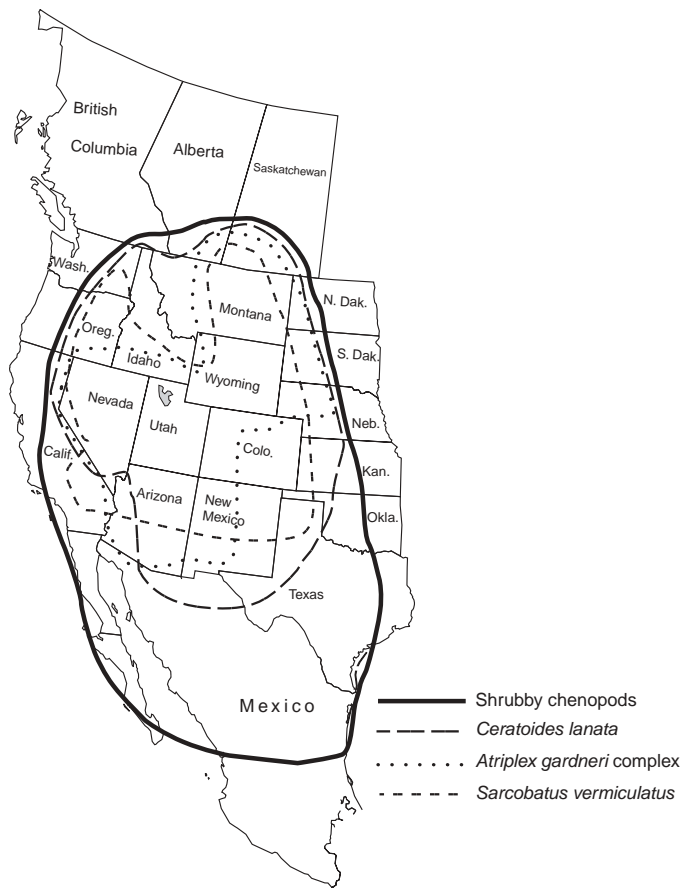 British
Columbia
Alberta
Saskatchewan
Wash.
Montana
N. Dak.
Oreg.
Idaho
S. Dak.
Wyoming
Nevada
Utah
Neb.
Colo.
Calif.
Kan.
Arizona
New
Mexico
Okla.
Texas
Mexico
Shrubby chenopods
Ceratoides lanata
Atriplex gardneri complex
Sarcobatus vermiculatus